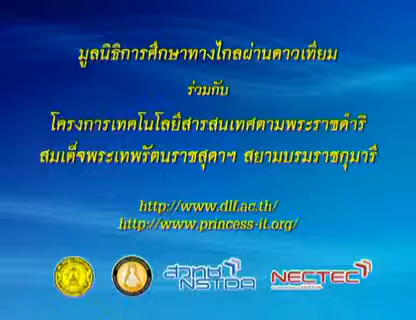 มูลนิธิการศึกษาทางไกลผ่านดาวเทียม
ร่วมกับ
โครงการเทคโนโลยีสารสนเทศตามพระราชดำริ
สมเด็จพระเทพรัตนราชสุดาฯ สยามบรมราชกุมารี
http://www.dlf.ac.th/
http://www.princess-it.org/
สวทช
NSTDA
NECTEC